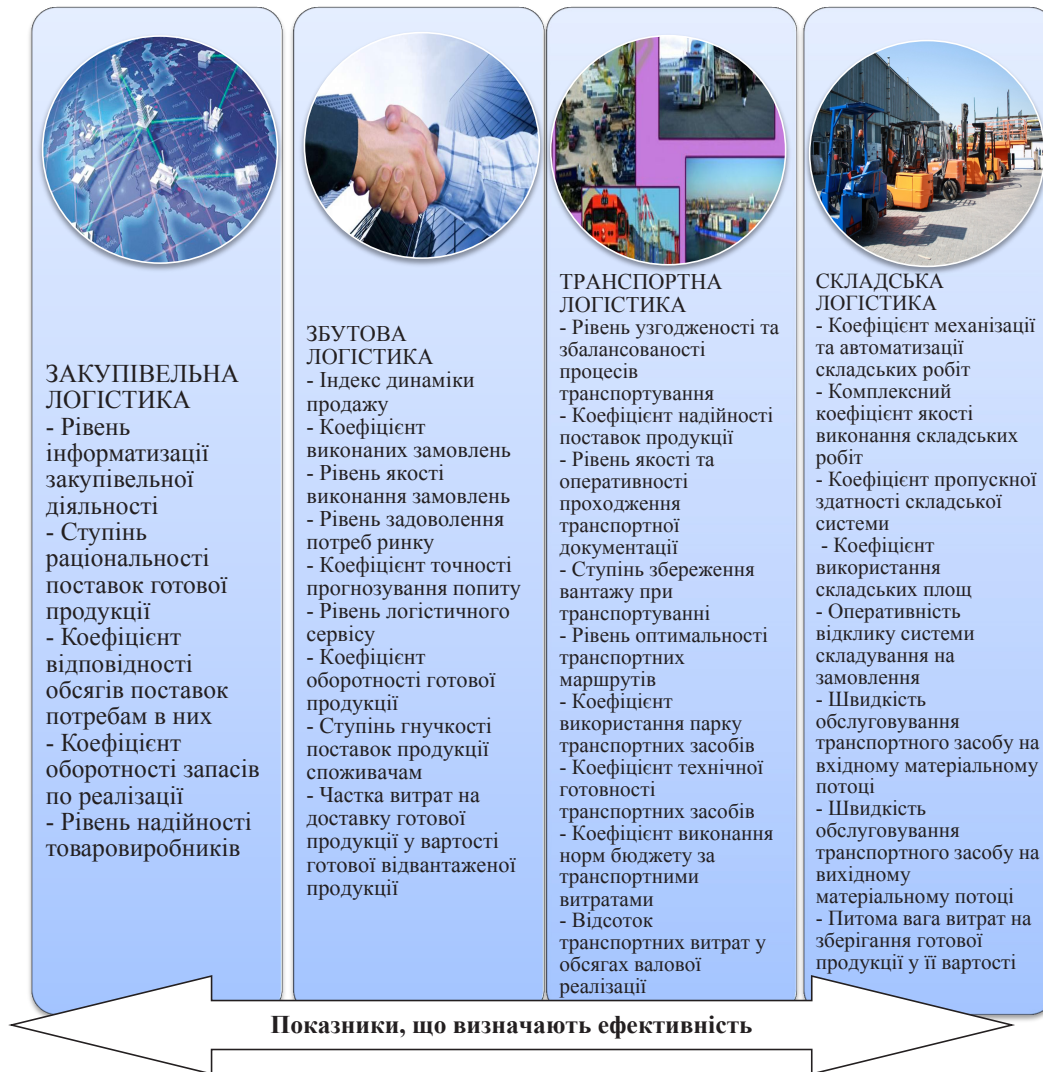 ЗАКУПІВЕЛЬНА
ЛОГІСТИКА
- Рівень
інформатизації
закупівельної
діяльності
- Ступінь
раціональності
поставок готової
продукції
- Коефіцієнт
відповідності
обсягів поставок
потребам в них
- Коефіцієнт
оборотності запасів
по реалізації
- Рівень надійності
товаровиробників
ЗБУТОВА
ЛОГІСТИКА
- Індекс динаміки
продажу
- Коефіцієнт
виконаних замовлень
- Рівень якості
виконання замовлень
- Рівень задоволення
потреб ринку
- Коефіцієнт точності
прогнозування попиту
- Рівень логістичного
сервісу
- Коефіцієнт
оборотності готової
продукції
- Ступінь гнучкості
поставок продукції
споживачам
- Частка витрат на
доставку готової
продукції у вартості
готової відвантаженої
продукції
ТРАНСПОРТНА
ЛОГІСТИКА
- Рівень узгодженості та
збалансованості
процесів
транспортування
- Коефіцієнт надійності
поставок продукції
- Рівень якості та
оперативності
проходження
транспортної
документації
- Ступінь збереження
вантажу при
транспортуванні
- Рівень оптимальності
транспортних
маршрутів
- Коефіцієнт
використання парку
транспортних засобів
- Коефіцієнт технічної
готовності
транспортних засобів
- Коефіцієнт виконання
норм бюджету за
транспортними
витратами
- Відсоток
транспортних витрат у
обсягах валової
реалізації
СКЛАДСЬКА
ЛОГІСТИКА
- Коефіцієнт механізації
та автоматизації
складських робіт
- Комплексний
коефіцієнт якості
виконання складських
робіт
- Коефіцієнт пропускної
здатності складської
системи
- Коефіцієнт
використання
складських площ
- Оперативність
відклику системи
складування на
замовлення
- Швидкість
обслуговування
транспортного засобу на
вхідному матеріальному
потоці
- Швидкість
обслуговування
транспортного засобу на
вихідному
матеріальному потоці
- Питома вага витрат на
зберігання готової
продукції у її вартості
Показники, що визначають ефективність